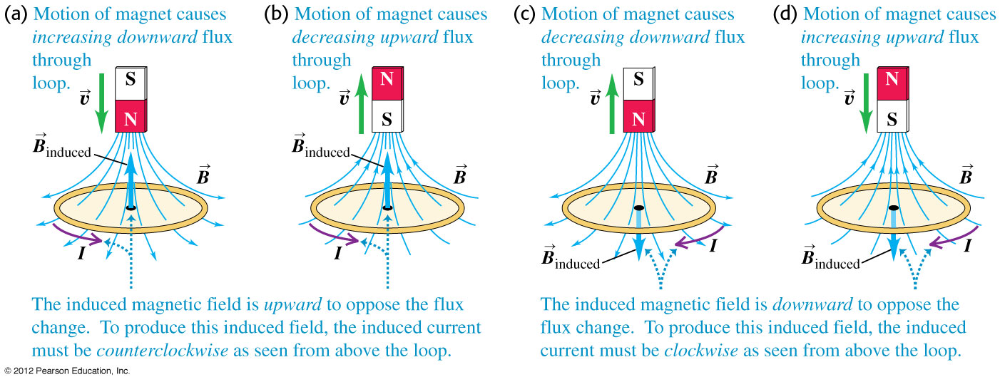 (a) Motion of magnet causes
increasing downward flux
through
loop.
S
N
v
B induced
B
I
(b) Motion of magnet causes
decreasing upward flux
through
loop.
N
S
v
B induced
B
I
The induced magnetic field is upward to oppose the flux
change. To produce this induced field, the induced current
must be counterclockwise as seen from above the loop.
(c) Motion of magnet causes
decreasing downward flux
through
loop.
S
N
v
B
I
B induced
(d) Motion of magnet causes
increasing upward flux
through
loop.
N
S
v
B
I
B induced
The induced magnetic field is downward to oppose the
flux change. To produce this induced field, the induced
current must be clockwise as seen from above the loop.
© 2012 Pearson Education, Inc.